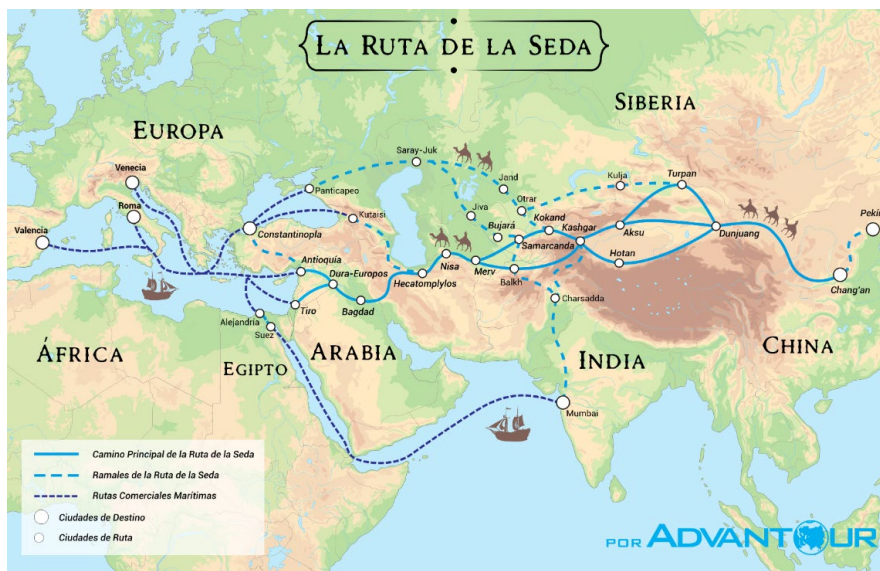 LA RUTA DE LA SEDA
SIBERIA
EUROPA
Saray-Juk
Venecia
Jand
Kulja
Turpan
Panticapeo
Otrar
Roma
Kutaisi
Jiva
Kokand
Pekí
Valencia
Constantinopla
Bujará
Kashgar
Aksu
Dunjuang
Samarcanda
Nisa
Antioquía
Dura-Europos
Merv
Hotan
Hecatomplylos
Balkh
Chang'an
Charsadda
Bagdad
Tiro
Alejandría
Suez
ÁFRICA
ARABIA
INDIA
CHINA
EGIPTO
Mumbai
Camino Principal de la Ruta de la Seda
Ramales de la Ruta de la Seda
Rutas Comerciales Marítimas
Ciudades de Destino
Ciudades de Ruta
POR ADVANTOUR